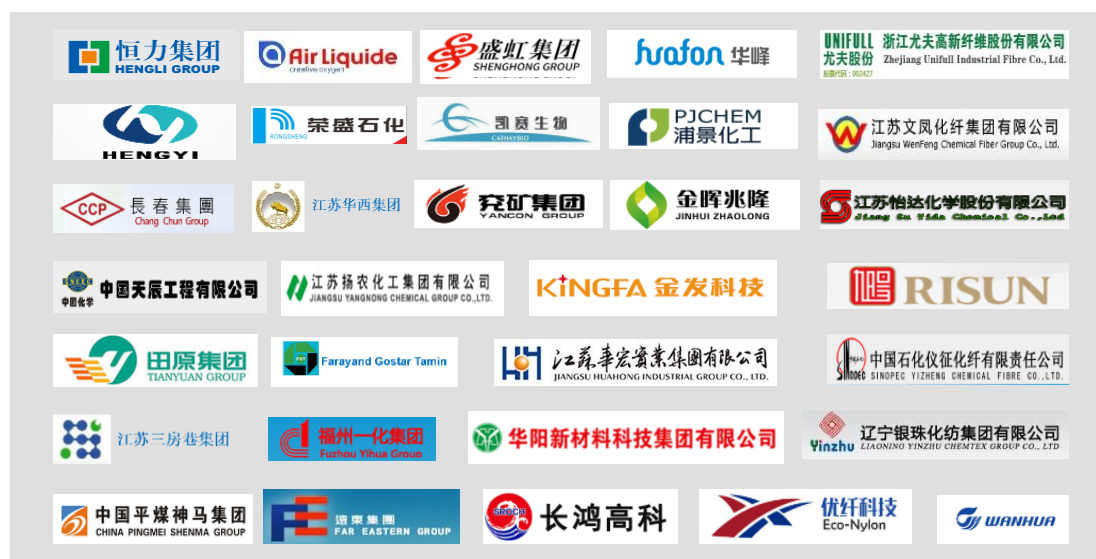 恒力集团
HENGLI GROUP
Air Liquide
creative oxygen
盛虹集团
SHENGHONG GROUP
huafon 华峰
UNIFULL 浙江尤夫高新纤维股份有限公司
尤夫股份 Zhejiang Unifull Industrial Fibre Co., Ltd.
股票代码：002427
HENGYI
荣盛石化
RONGSHENG
凯赛生物
CATHAYBIO
PJCHEM
浦景化工
江苏文凤化纤集团有限公司
Jiangsu WenFeng Chemical Fiber Group Co., Ltd.
CCP 長春集團
Chang Chun Group
江苏华西集团
兖矿集团
YANCON GROUP
金晖兆隆
JINHUI ZHAOLONG
江苏怡达化学股份有限公司
Jiang Su Yida Chemical Co.,Ltd
中国化学 中国天辰工程有限公司
江苏扬农化工集团有限公司
JIANGSU YANGNONG CHEMICAL GROUP CO.,LTD.
KINGFA 金发科技
旭阳 RISUN
田原集团
TIANYUAN GROUP
Farayand Gostar Tamin
江蘇華宏實業集團有限公司
JIANGSU HUAHONG INDUSTRIAL GROUP CO., LTD.
中国石化仪征化纤有限责任公司
SINOPEC SINOPEC YIZHENG CHEMICAL FIBRE CO.,LTD.
江苏三房巷集团
福州一化集团
Fuzhou Yihua Group
华阳新材料科技集团有限公司
辽宁银珠化纺集团有限公司
Yinzhu LIAONING YINZHU CHEMTEX GROUP CO., LTD
中国平煤神马集团
CHINA PINGMEI SHENMA GROUP
遠東集團
FAR EASTERN GROUP
SROCH 长鸿高科
优纤科技
Eco-Nylon
WANHUA